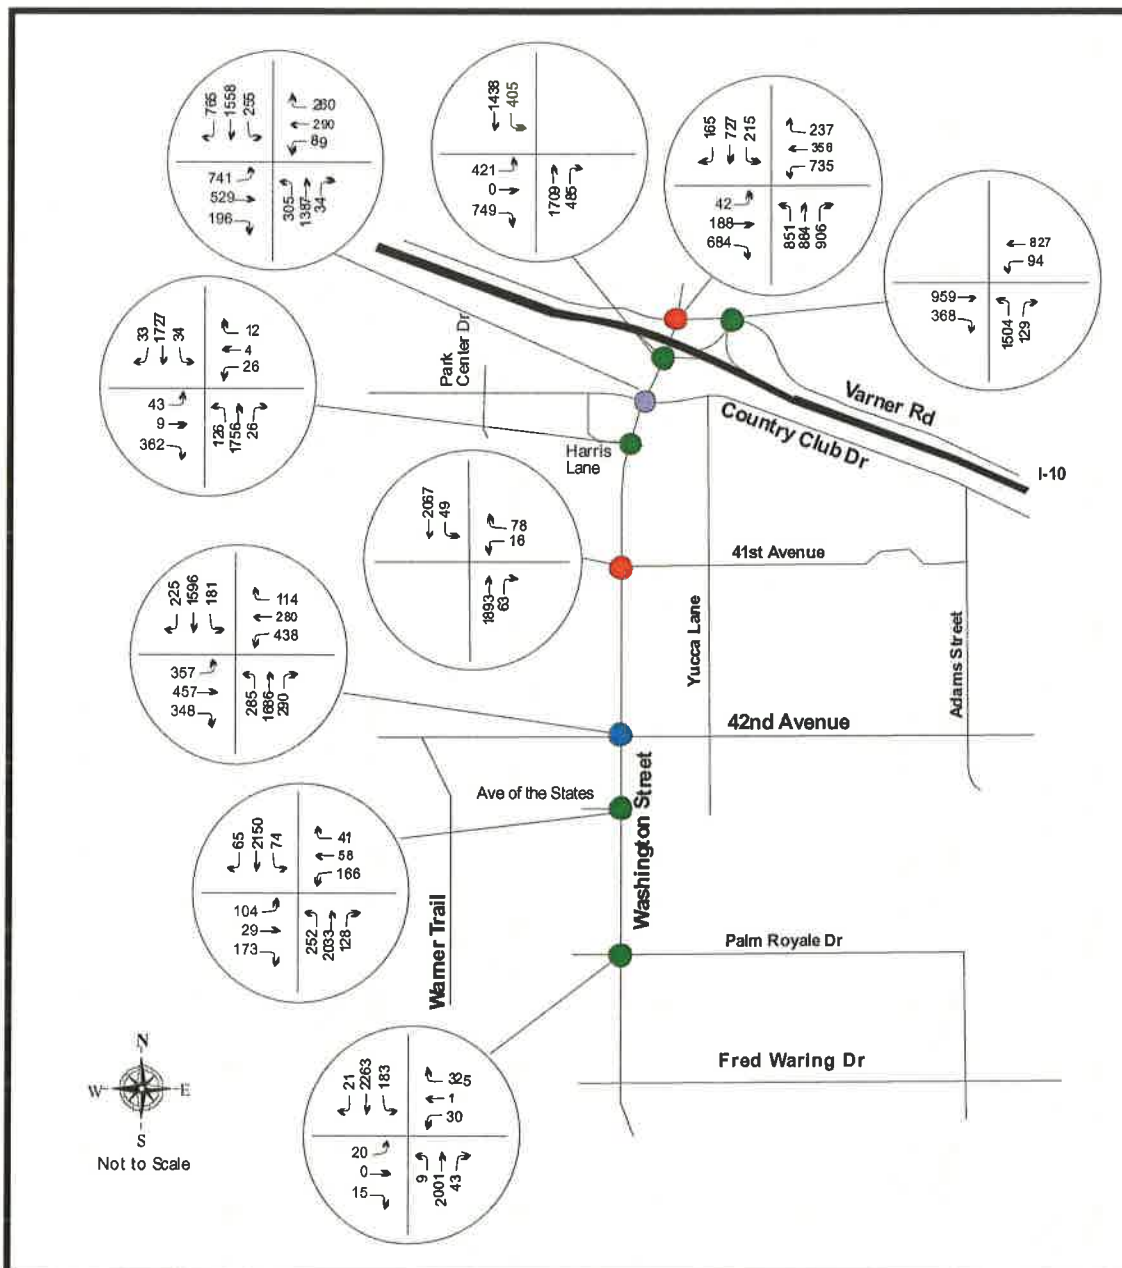 765 1558 255
260
290
89
741
529
196
305 1387 34
1438 405
421
0
749
1709 485
165 727 215
237
356
735
42
188
684
851 884 906
827
94
959
368
1504 129
33 1727 34
12
4
26
43
9
362
126 1756 26
Park
Center Dr
Varner Rd
Country Club Dr
I-10
Harris
Lane
2067 49
78
16
1893 63
41st Avenue
Yucca Lane
Adams Street
225 1596 181
114
280
438
357
457
348
285 1686 290
42nd Avenue
Ave of the States
Washington Street
65 2150 74
41
58
166
104
29
173
252 2033 128
Warner Trail
Palm Royale Dr
21 2263 183
325
1
30
20
0
15
9 2001 43
Fred Waring Dr
N
W E
S
Not to Scale